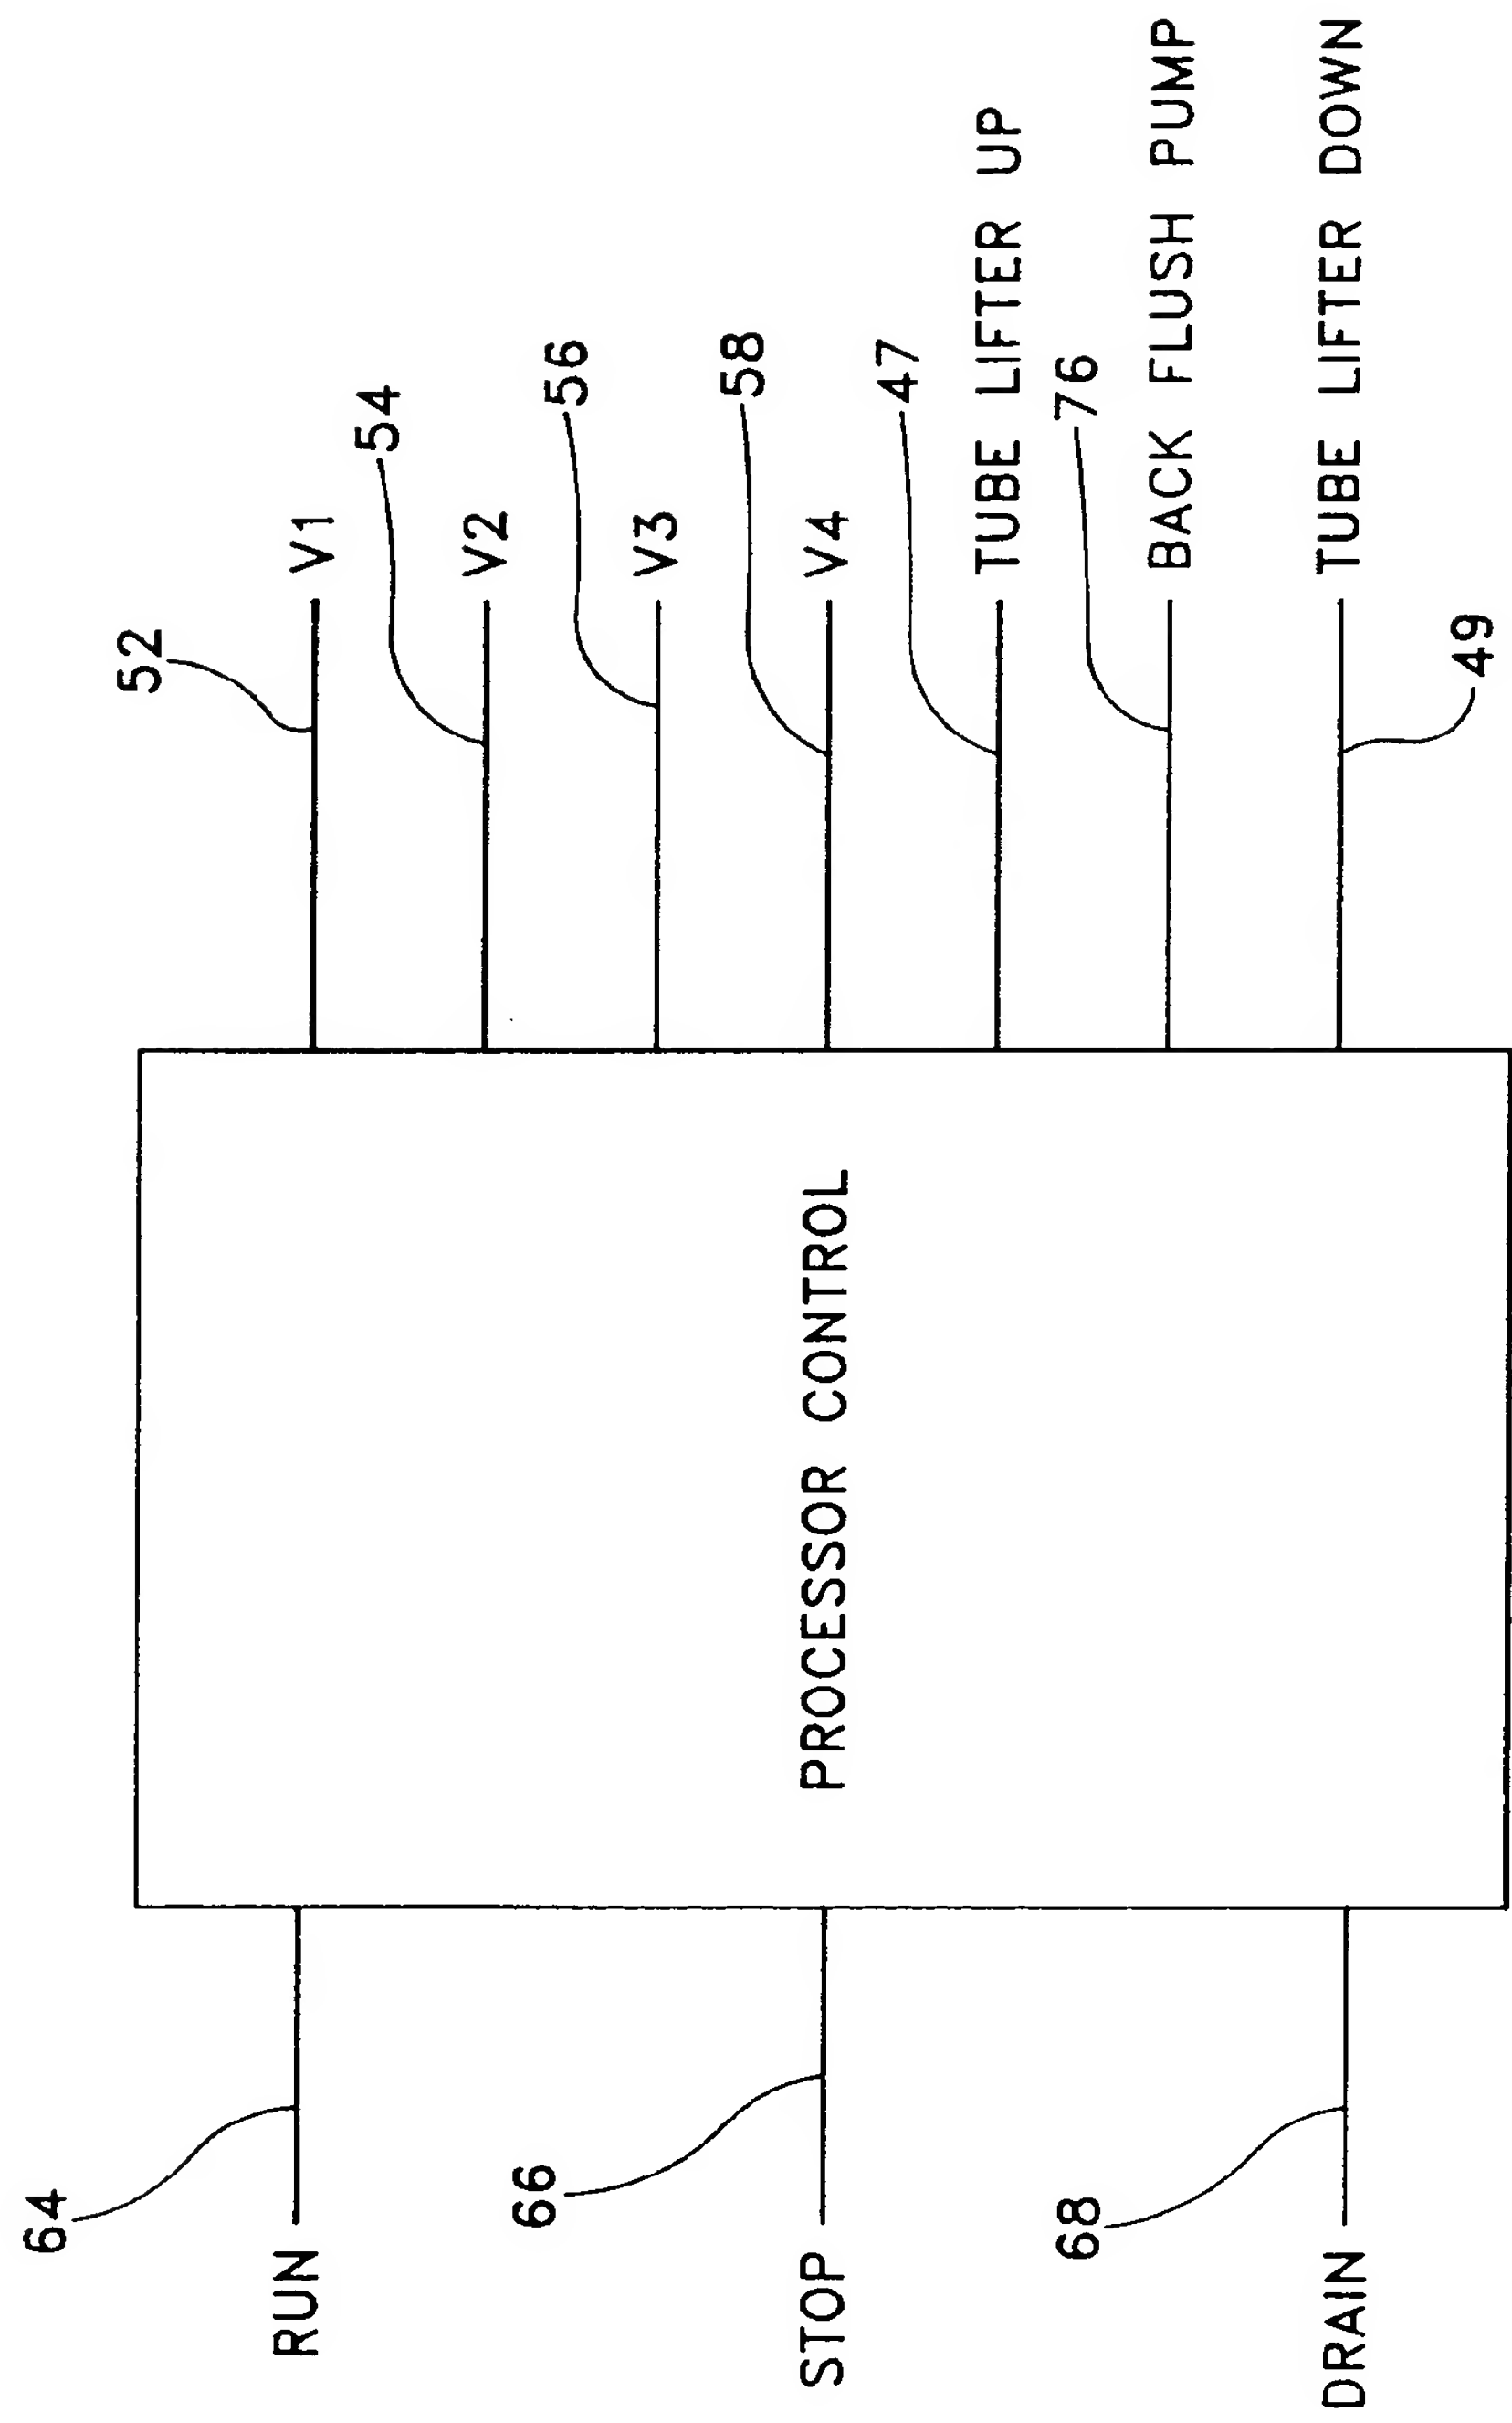 64
RUN
66
STOP
68
DRAIN
PROCESSOR CONTROL
52
V1
54
V2
56
V3
58
V4
47
TUBE LIFTER UP
76
BACK FLUSH PUMP
TUBE LIFTER DOWN
49